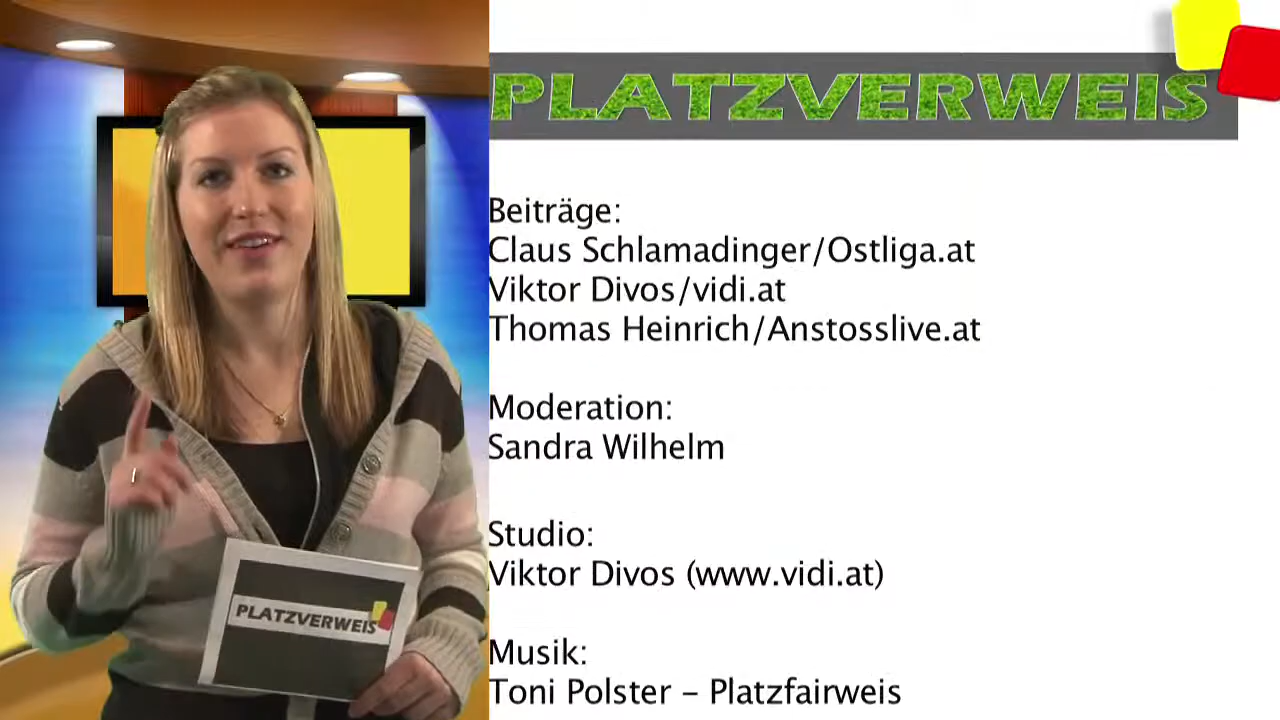 PLATZVERWEIS
Beiträge:
Claus Schlamadinger/Ostliga.at
Viktor Divos/vidi.at
Thomas Heinrich/Anstosslive.at
Moderation:
Sandra Wilhelm
Studio:
Viktor Divos (www.vidi.at)
Musik:
Toni Polster – Platzfairweis
PLATZVERWEIS